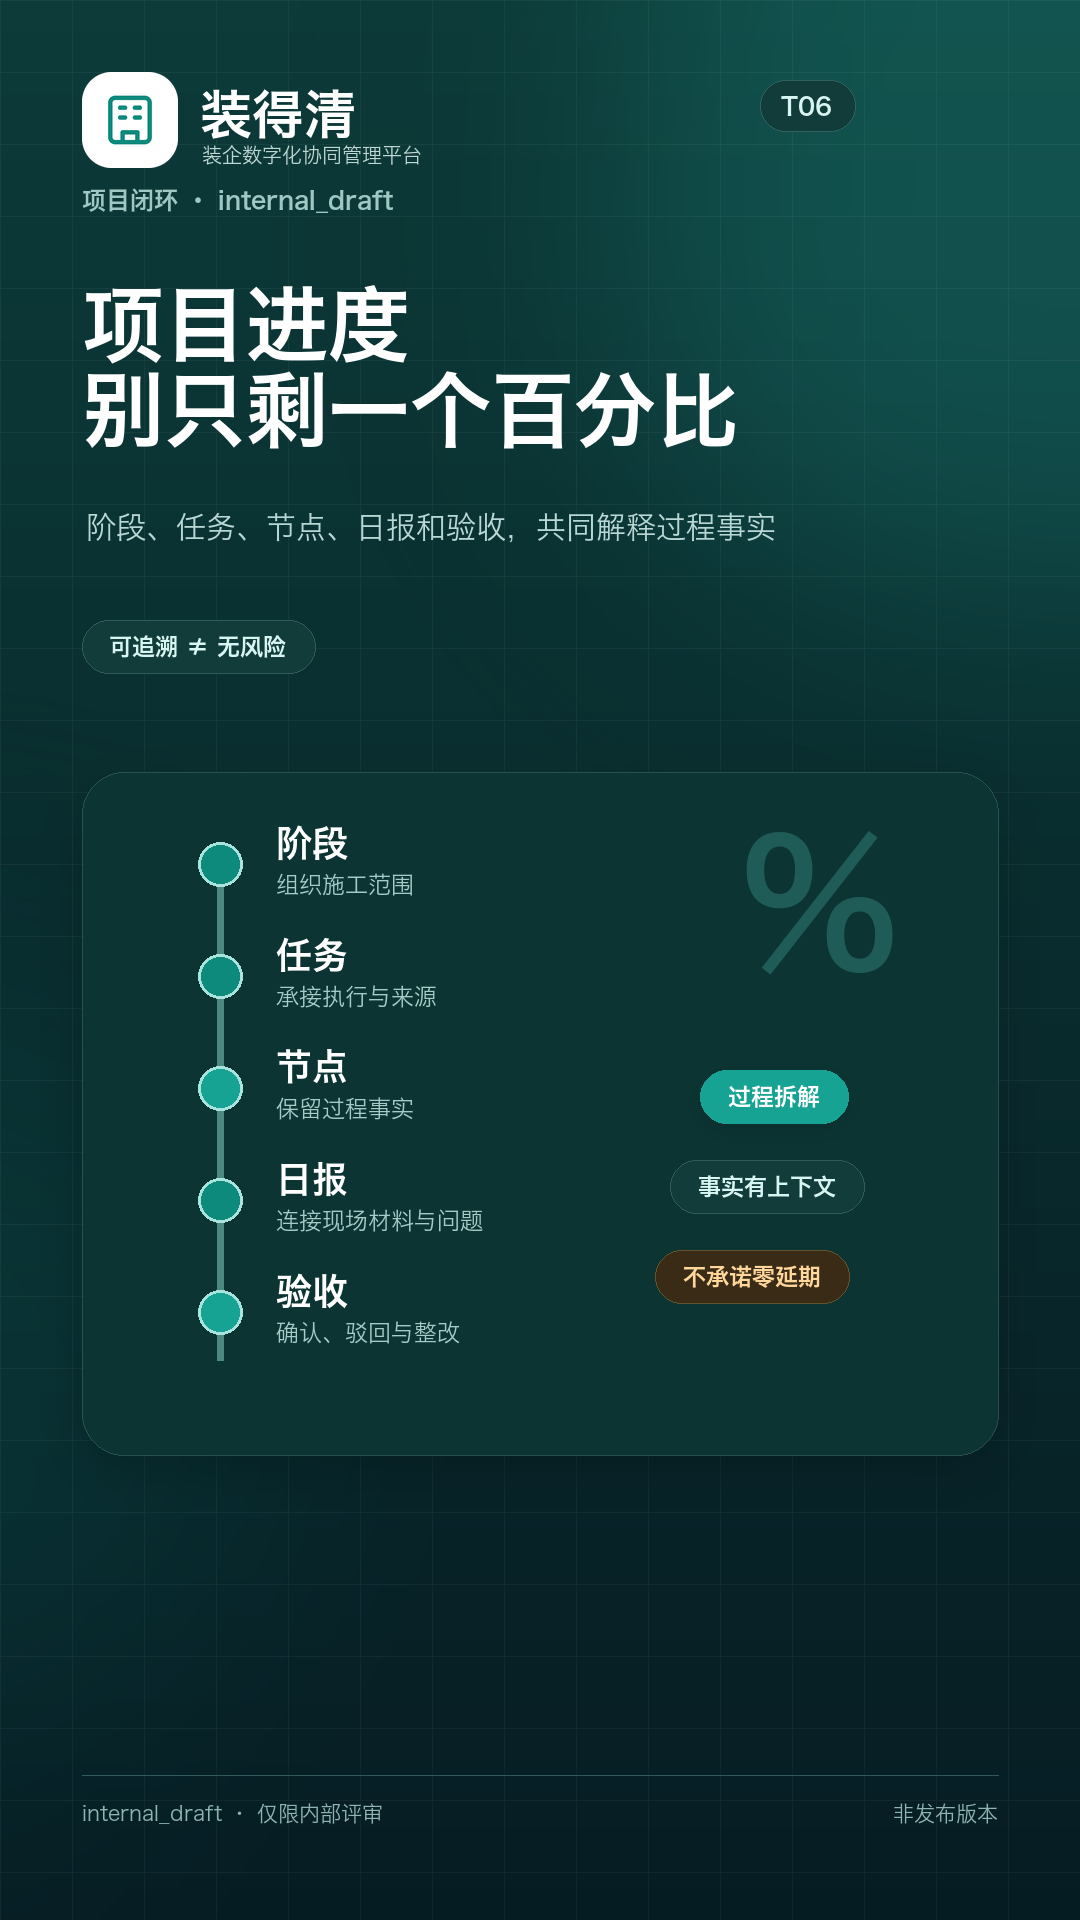 装得清
装企数字化协同管理平台
T06
项目闭环 · internal_draft
项目进度
别只剩一个百分比
阶段、任务、节点、日报和验收，共同解释过程事实
可追溯 ≠ 无风险
阶段
组织施工范围
任务
承接执行与来源
节点
保留过程事实
日报
连接现场材料与问题
验收
确认、驳回与整改
%
过程拆解
事实有上下文
不承诺零延期
internal_draft · 仅限内部评审
非发布版本